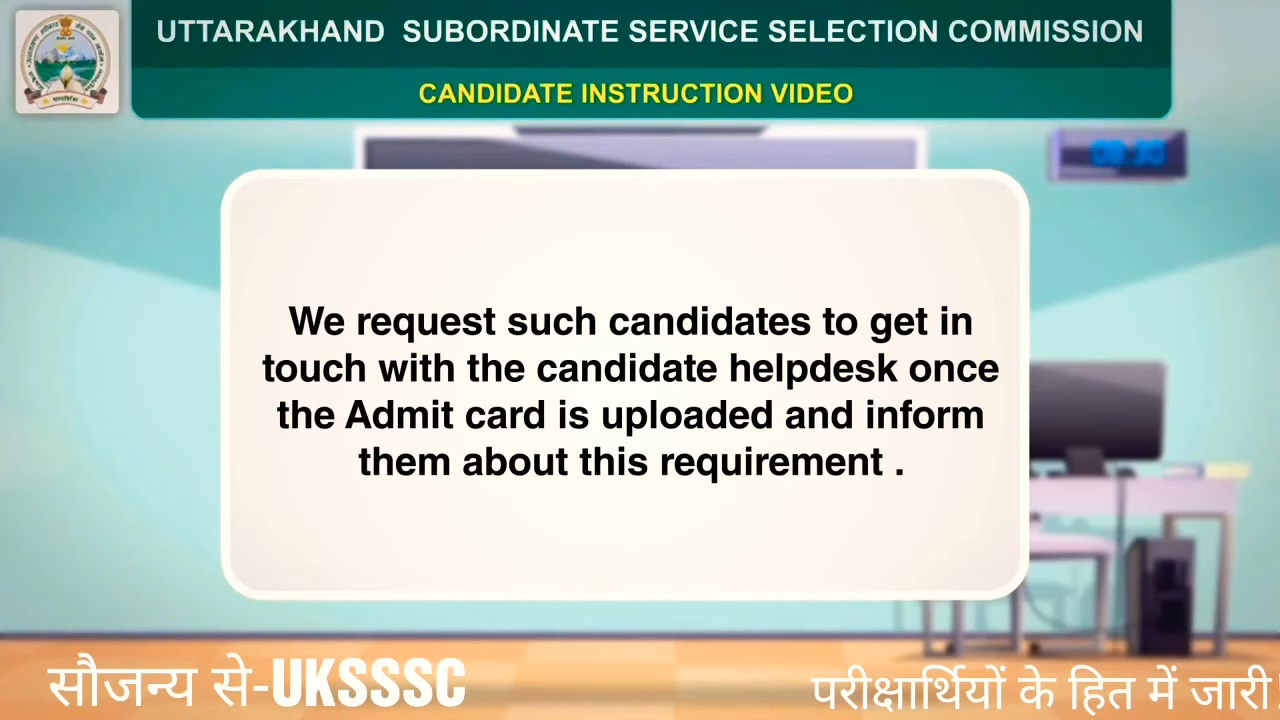 UTTARAKHAND SUBORDINATE SERVICE SELECTION COMMISSION
CANDIDATE INSTRUCTION VIDEO
We request such candidates to get in
touch with the candidate helpdesk once
the Admit card is uploaded and inform
them about this requirement .
सौजन्य से-UKSSSC
परीक्षार्थियों के हित में जारी!